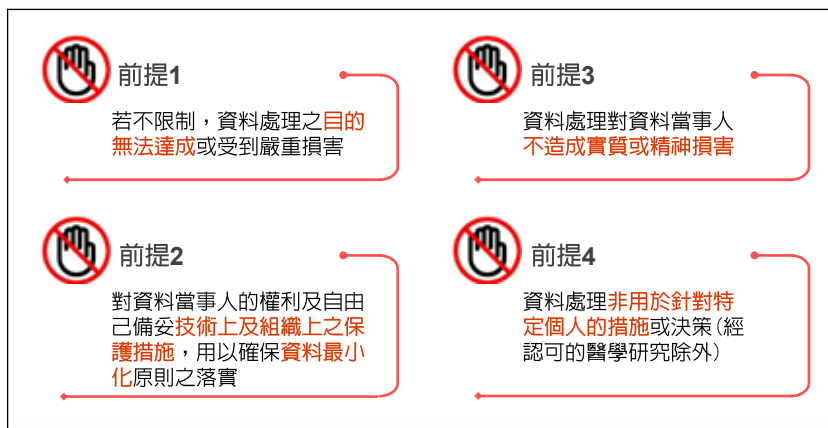 前提1
若不限制，資料處理之目的
無法達成或受到嚴重損害
前提2
對資料當事人的權利及自由
己備妥技術上及組織上之保
護措施，用以確保資料最小
化原則之落實
前提3
資料處理對資料當事人
不造成實質或精神損害
前提4
資料處理非用於針對特
定個人的措施或決策(經
認可的醫學研究除外)